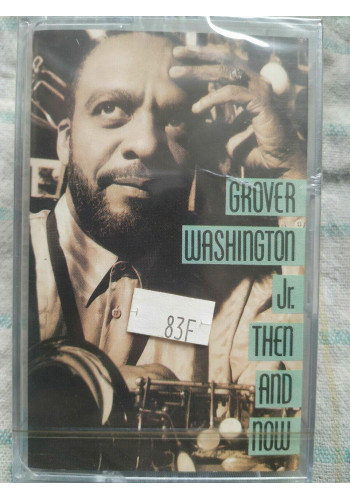 GROVER
WASHINGTON
Jr.
THEN
AND
NOW
83F